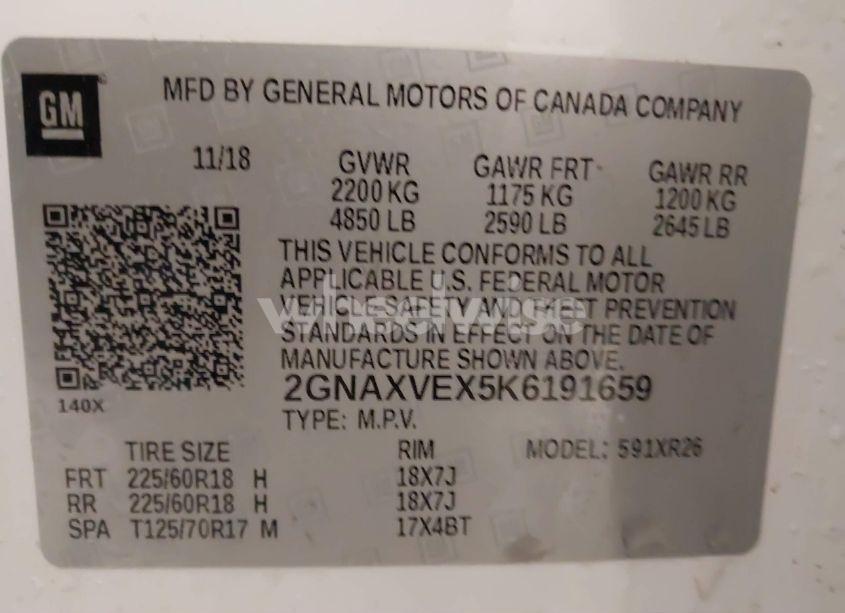 GM
MFD BY GENERAL MOTORS OF CANADA COMPANY
11/18 GVWR GAWR FRT GAWR RR
2200 KG 1175 KG 1200 KG
4850 LB 2590 LB 2645 LB
THIS VEHICLE CONFORMS TO ALL
APPLICABLE U.S. FEDERAL MOTOR
VEHICLE SAFETY AND THEFT PREVENTION
STANDARDS IN EFFECT ON THE DATE OF
MANUFACTURE SHOWN ABOVE.
wheelwise
140X
2GNAXVEX5K6191659
TYPE: M.P.V.
TIRE SIZE RIM MODEL: 591XR26
FRT 225/60R18 H 18X7J
RR 225/60R18 H 18X7J
SPA T125/70R17 M 17X4BT